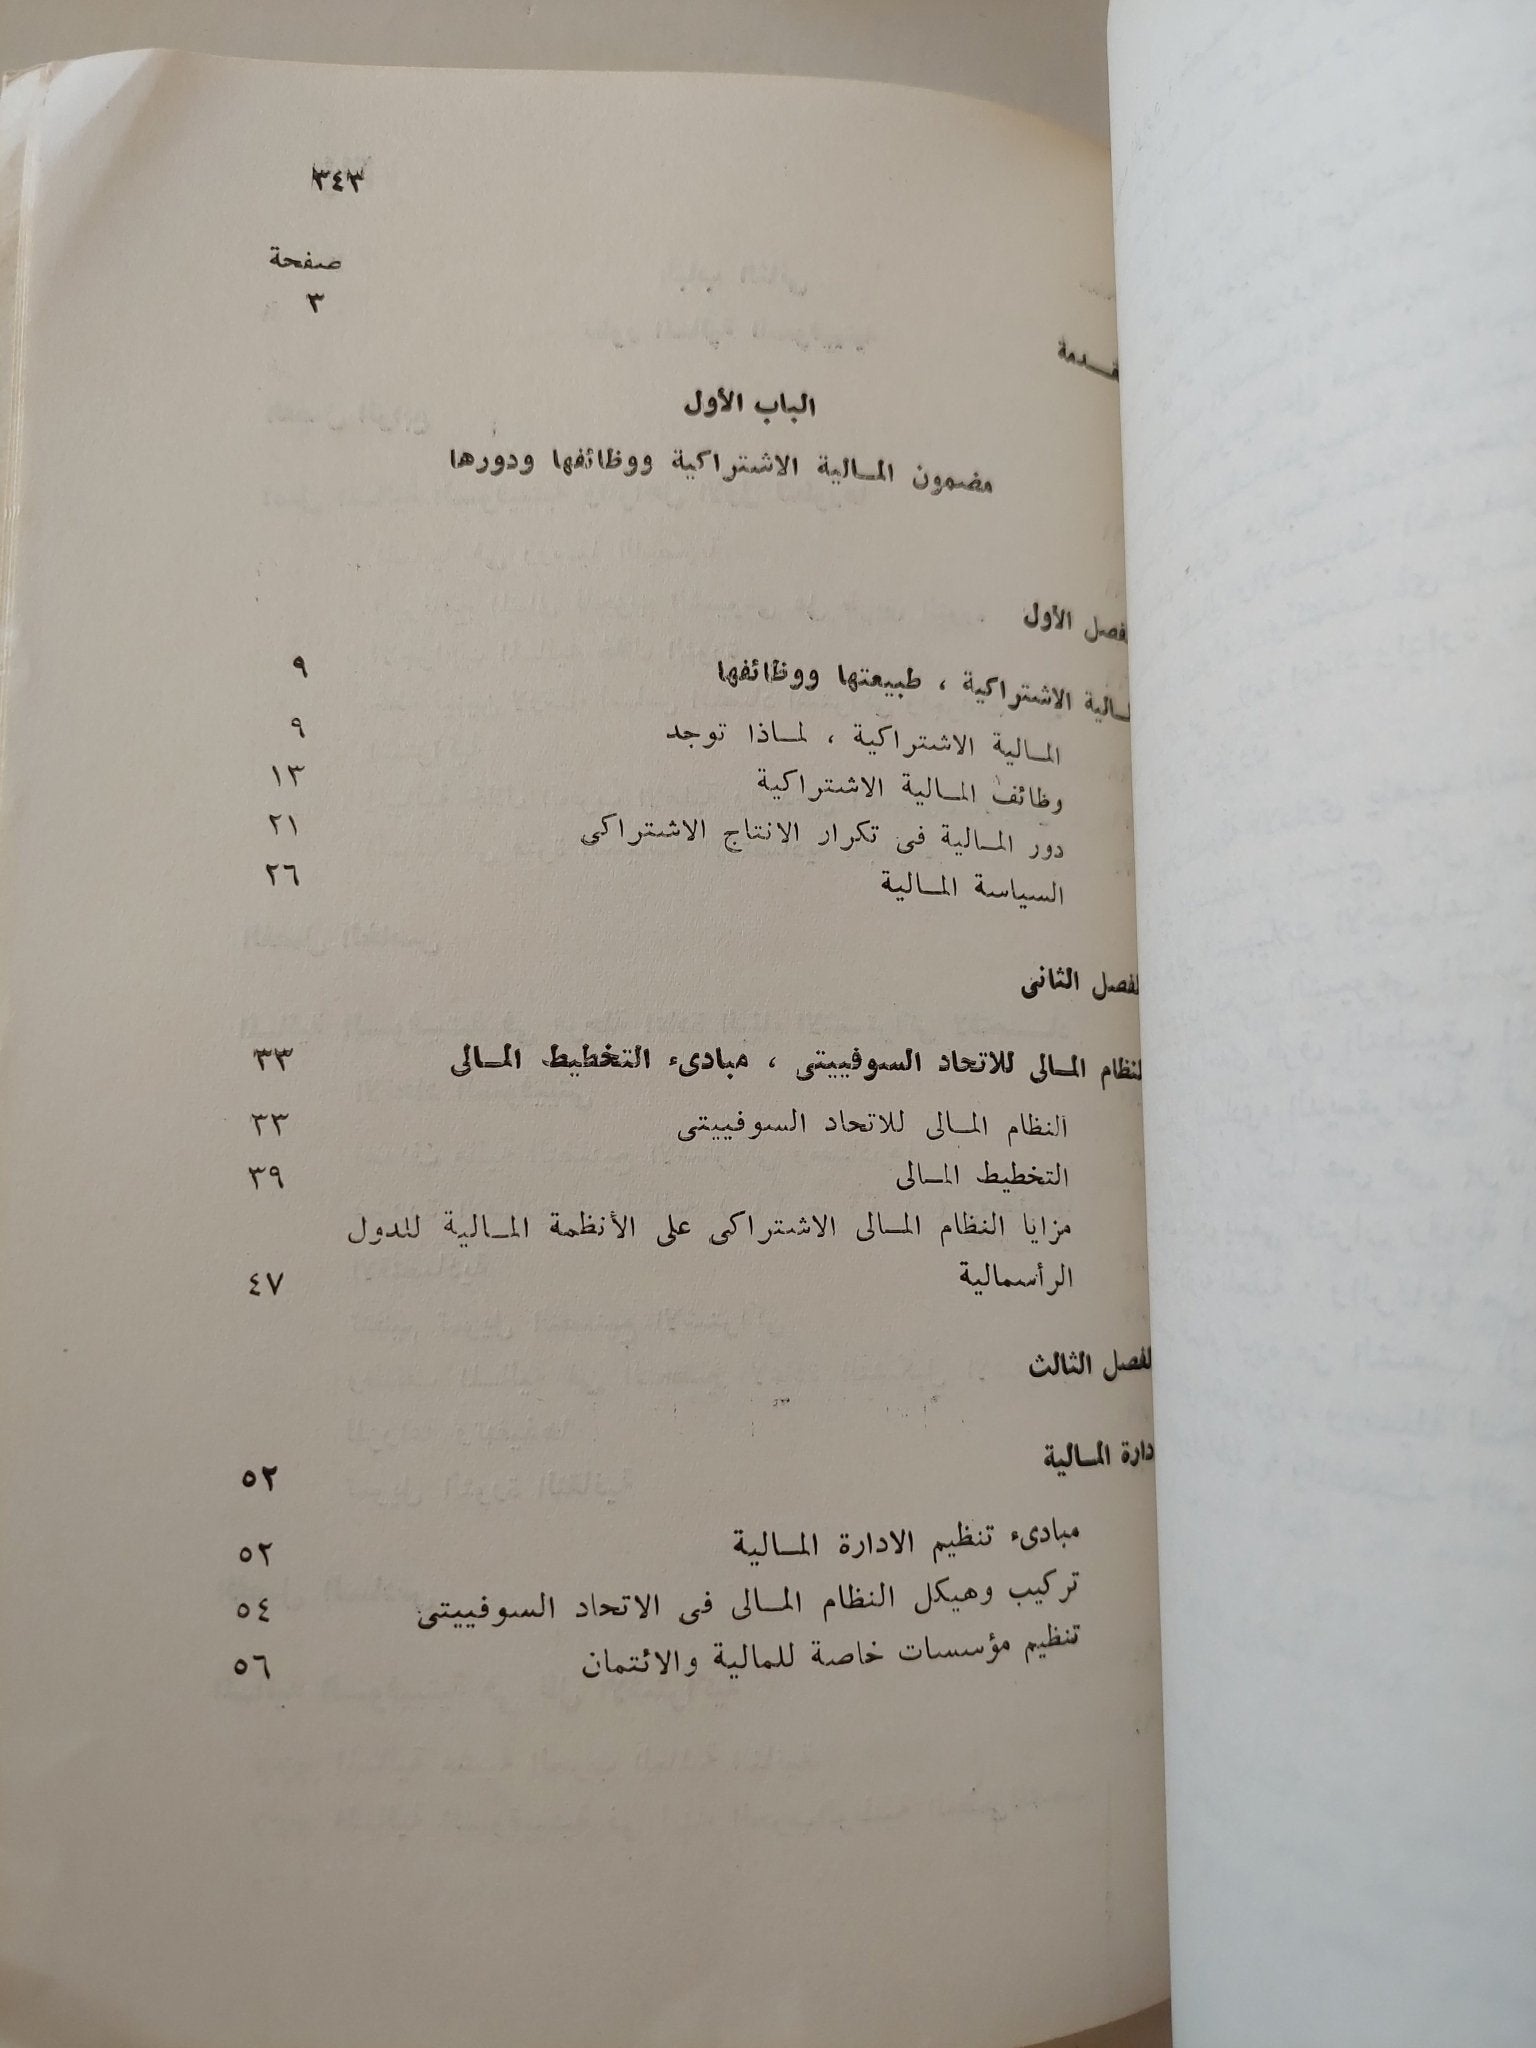 ٣٤٣
صفحة
قدمة ٣
الباب الأول
مضمون المالية الاشتراكية ووظائفها ودورها
فصل الأول
مالية الاشتراكية ، طبيعتها ووظائفها ٩
المالية الاشتراكية ، لماذا توجد ٩
وظائف المالية الاشتراكية ١٣
دور المالية فى تكرار الانتاج الاشتراكى ٢١
السياسة المالية ٢٦
لفصل الثانى
لنظام المالى للاتحاد السوفييتى ، مبادىء التخطيط المالى ٣٣
النظام المالى للاتحاد السوفييتى ٣٣
التخطيط المالى ٣٩
مزايا النظام المالى الاشتراكى على الأنظمة المالية للدول
الرأسمالية ٤٧
لفصل الثالث
دارة المالية ٥٢
مبادىء تنظيم الادارة المالية ٥٢
تركيب وهيكل النظام المالى فى الاتحاد السوفييتى ٥٤
تنظيم مؤسسات خاصة للمالية والائتمان ٥٦